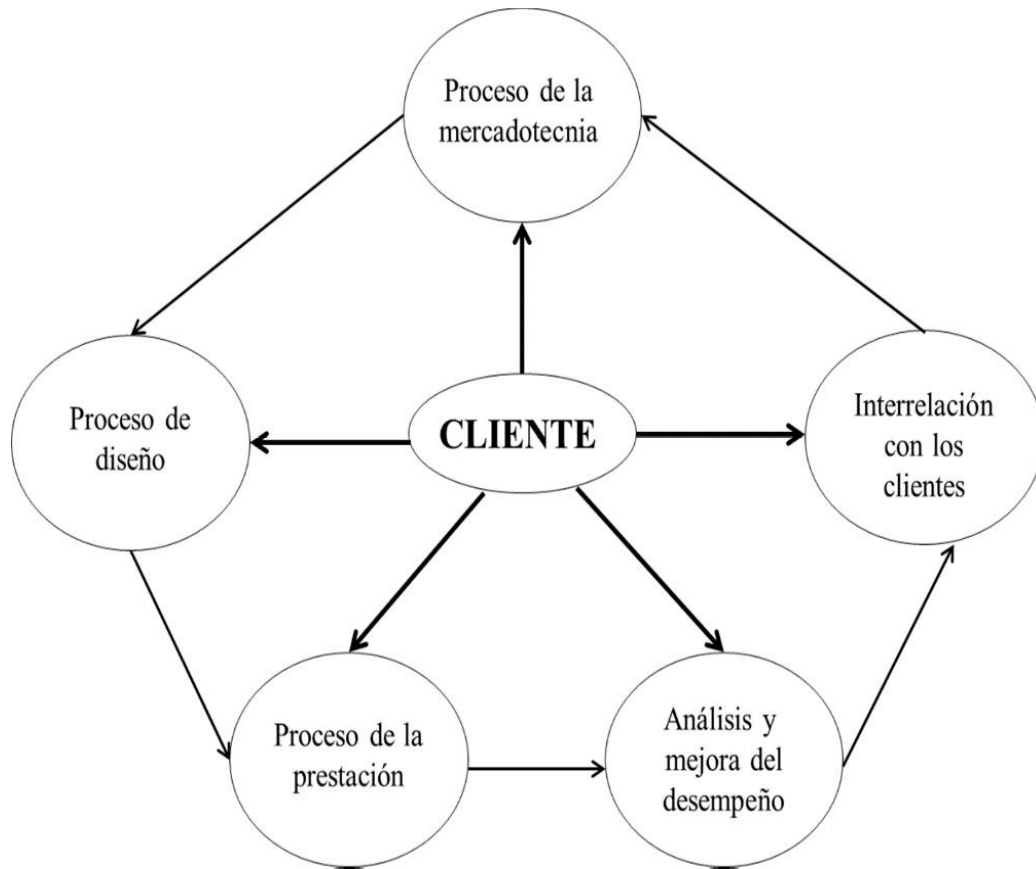 Proceso de la
mercadotecnia
Proceso de
diseño
CLIENTE
Interrelación
con los
clientes
Proceso de la
prestación
Análisis y
mejora del
desempeño